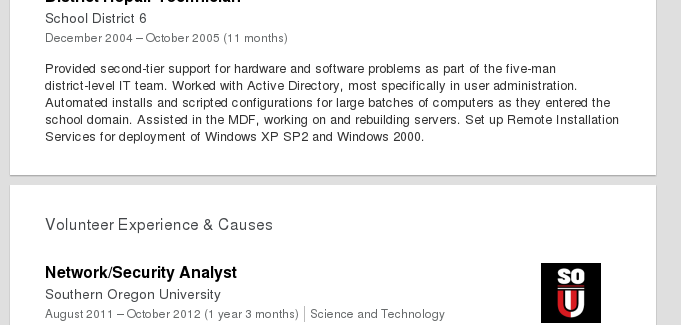 District Repair Technician
School District 6
December 2004 – October 2005 (11 months)
Provided second-tier support for hardware and software problems as part of the five-man
district-level IT team. Worked with Active Directory, most specifically in user administration.
Automated installs and scripted configurations for large batches of computers as they entered the
school domain. Assisted in the MDF, working on and rebuilding servers. Set up Remote Installation
Services for deployment of Windows XP SP2 and Windows 2000.
Volunteer Experience & Causes
Network/Security Analyst
SO
Southern Oregon University
U
August 2011 – October 2012 (1 year 3 months) | Science and Technology